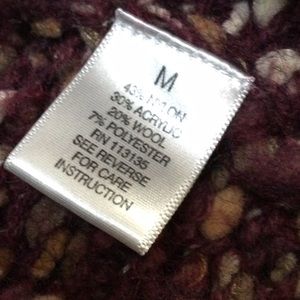 M
43% NYLON
30% ACRYLIC
20% WOOL
7% POLYESTER
RN 113135
SEE REVERSE
FOR CARE
INSTRUCTION